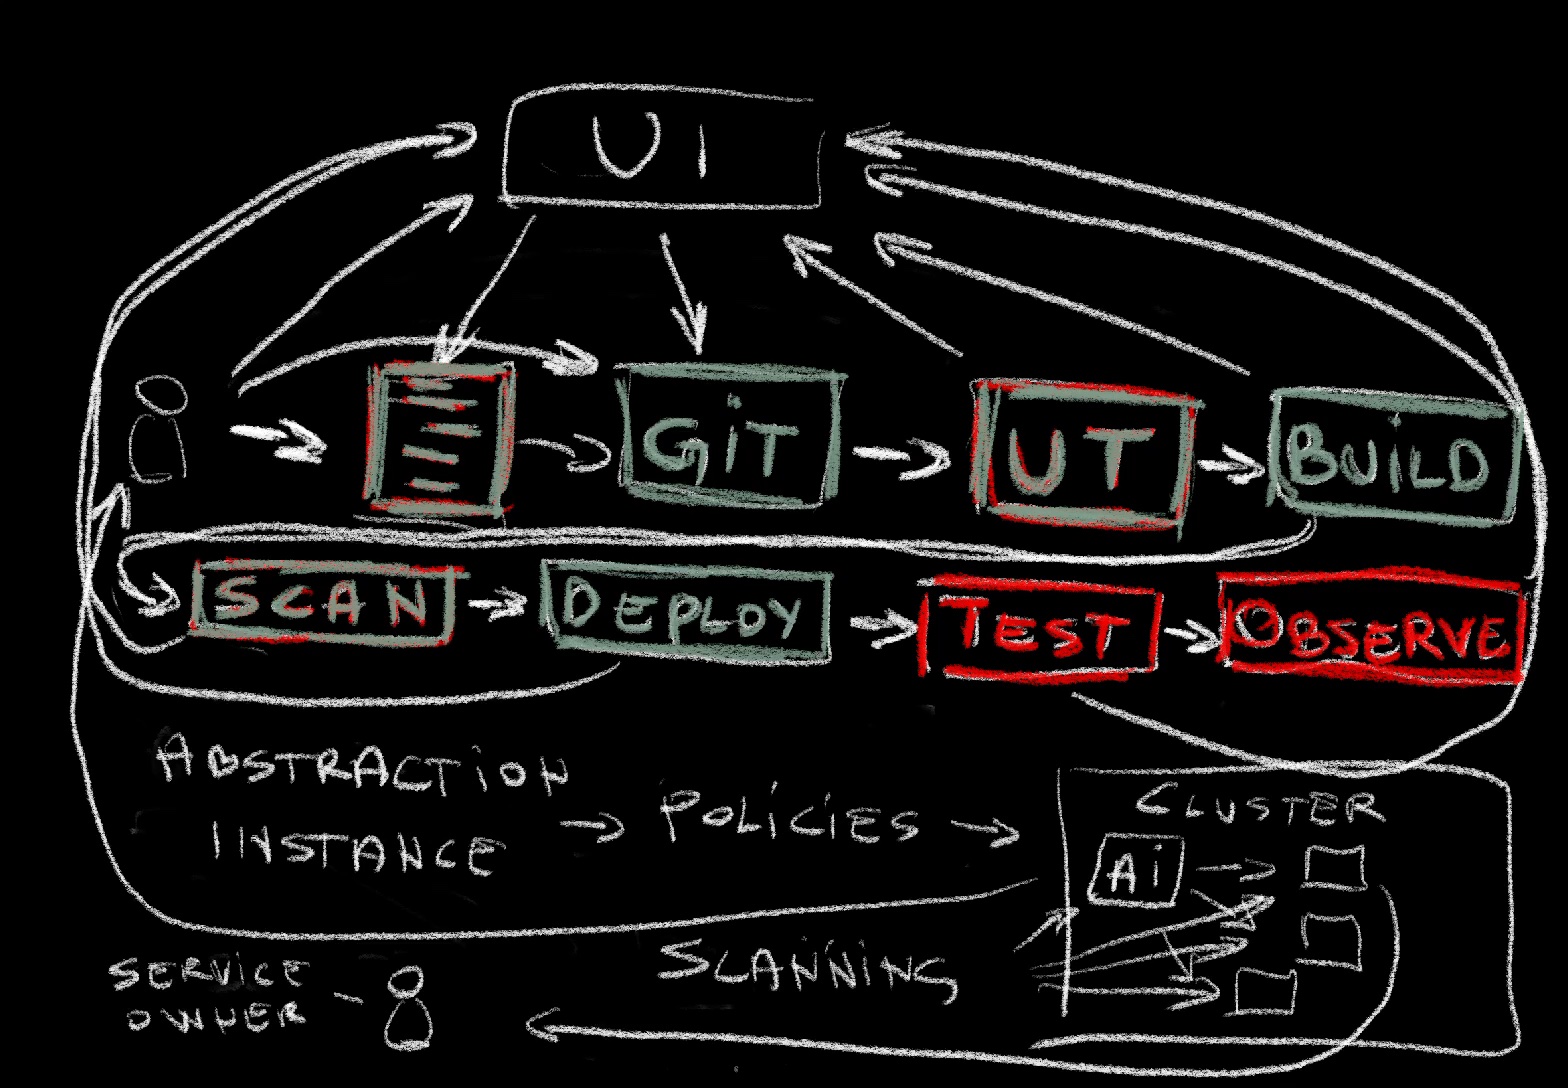 UI
GIT
UT
BUILD
SCAN
DEPLOY
TEST
OBSERVE
ABSTRACTION
INSTANCE
POLICIES
CLUSTER
AI
SCANNING
SERVICE
OWNER